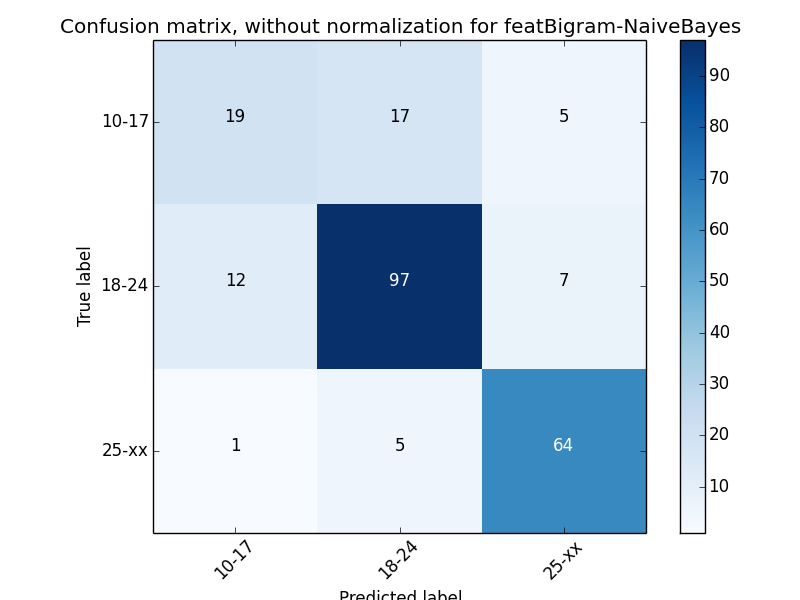 Confusion matrix, without normalization for featBigram-NaiveBayes
10-17 19 17 5
18-24 12 97 7
25-xx 1 5 64
10-17 18-24 25-xx
True label
Predicted label
90
80
70
60
50
40
30
20
10